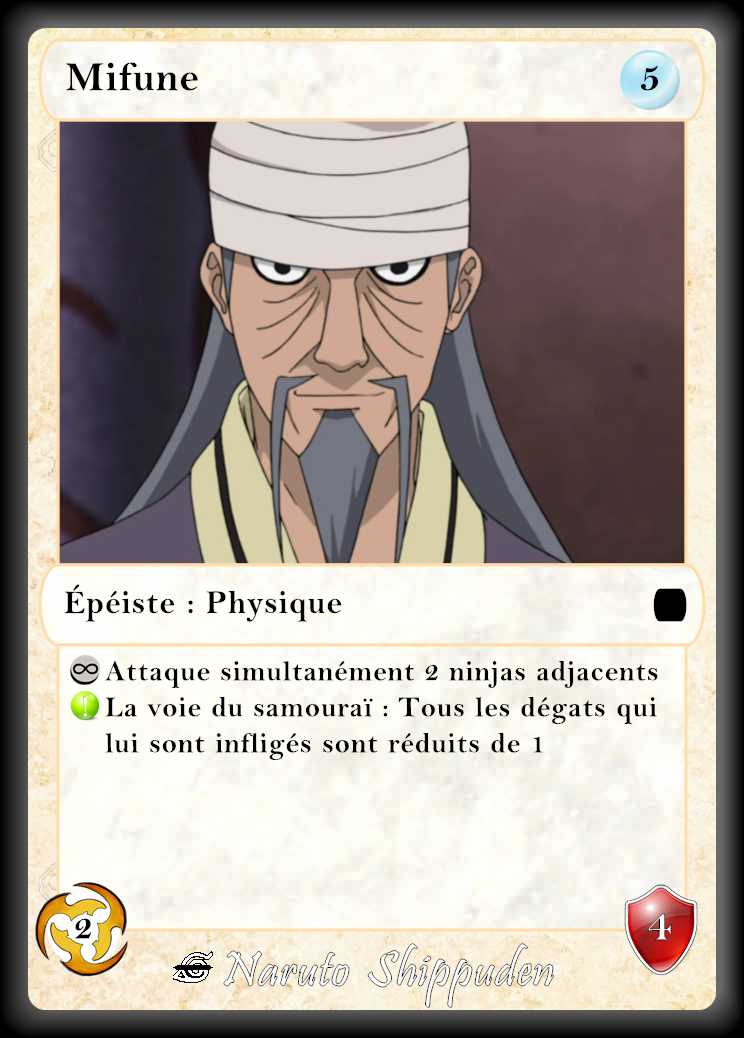 Mifune
5
Épéiste : Physique
Attaque simultanément 2 ninjas adjacents
La voie du samouraï : Tous les dégats qui
lui sont infligés sont réduits de 1
2
4
Naruto Shippuden